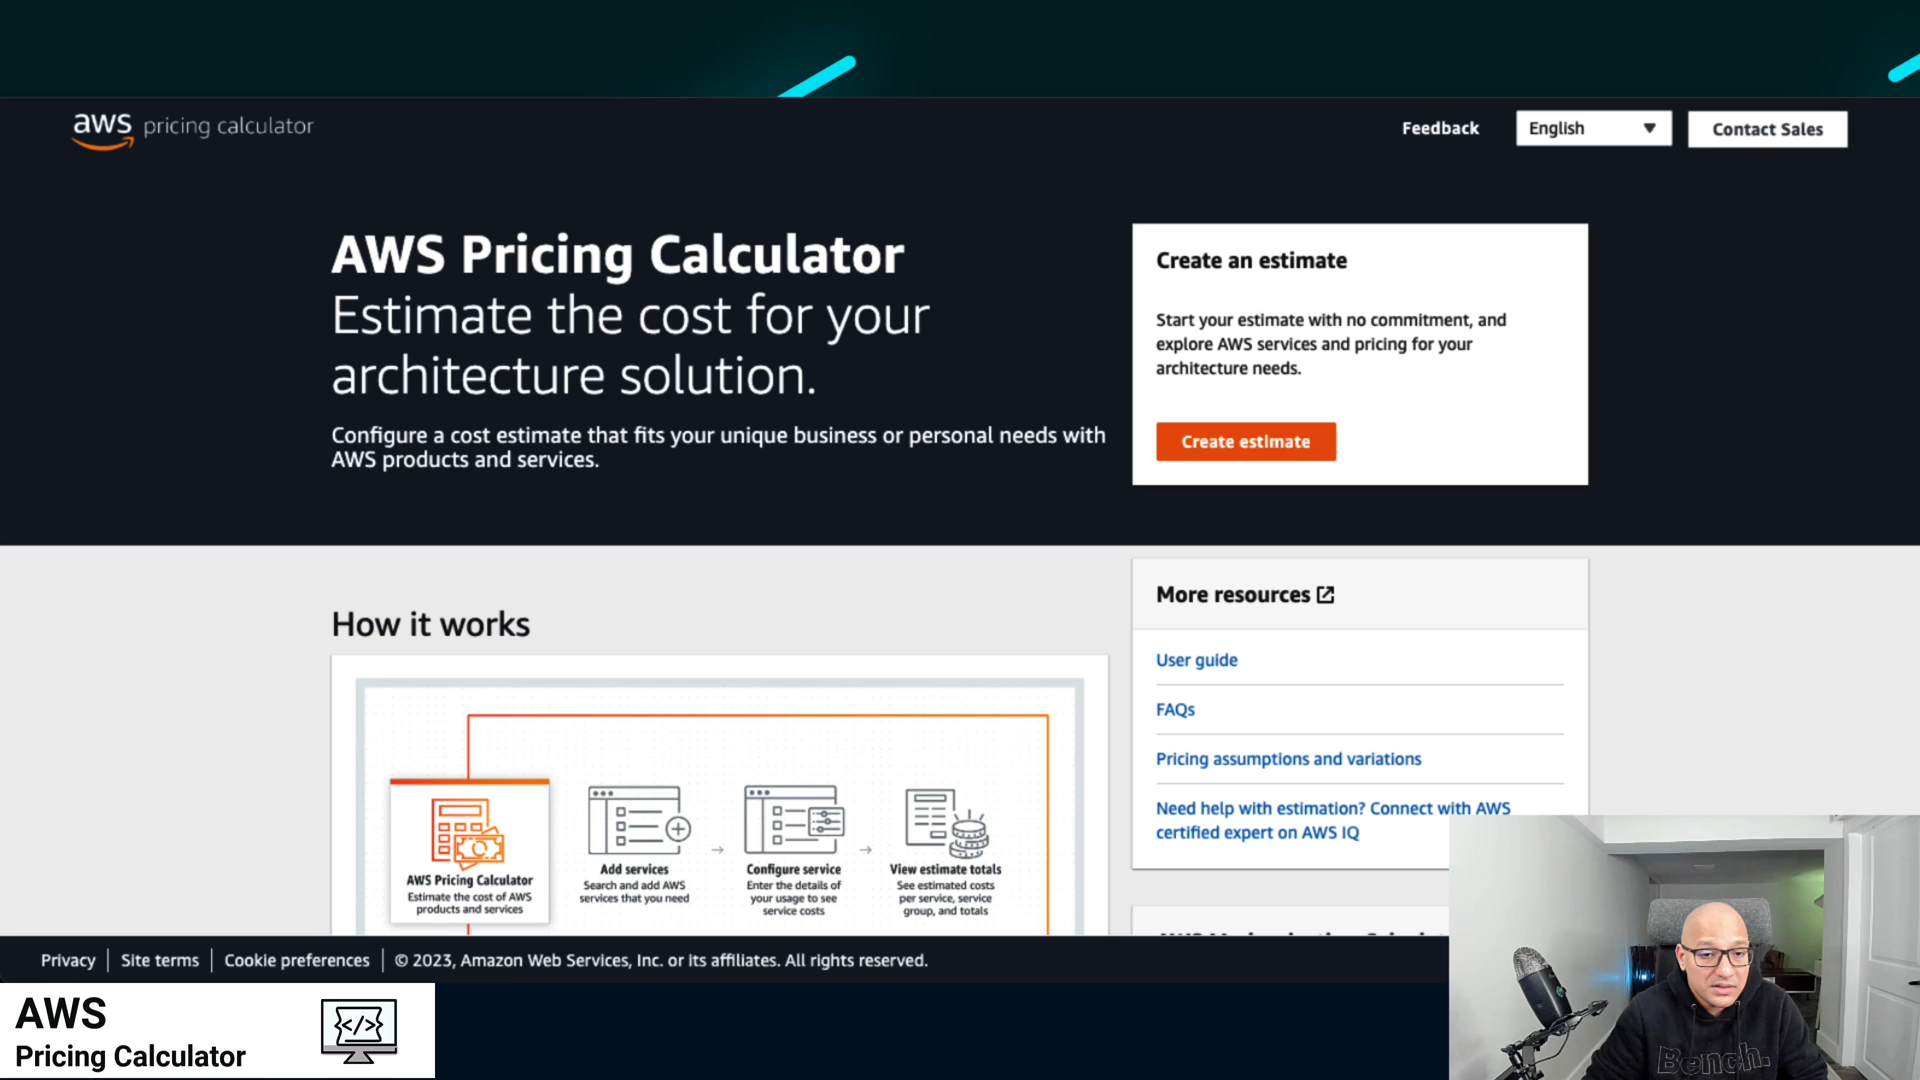 aws pricing calculator
Feedback
English
Contact Sales
AWS Pricing Calculator
Estimate the cost for your
architecture solution.
Configure a cost estimate that fits your unique business or personal needs with
AWS products and services.
Create an estimate
Start your estimate with no commitment, and
explore AWS services and pricing for your
architecture needs.
Create estimate
How it works
AWS Pricing Calculator
Estimate the cost of AWS
products and services
Add services
Search and add AWS
services that you need
Configure service
Enter the details of
your usage to see
service costs
View estimate totals
See estimated costs
per service, service
group, and totals
More resources
User guide
FAQs
Pricing assumptions and variations
Need help with estimation? Connect with AWS
certified expert on AWS IQ
Privacy
Site terms
Cookie preferences
© 2023, Amazon Web Services, Inc. or its affiliates. All rights reserved.
AWS
Pricing Calculator
</>
Bench.